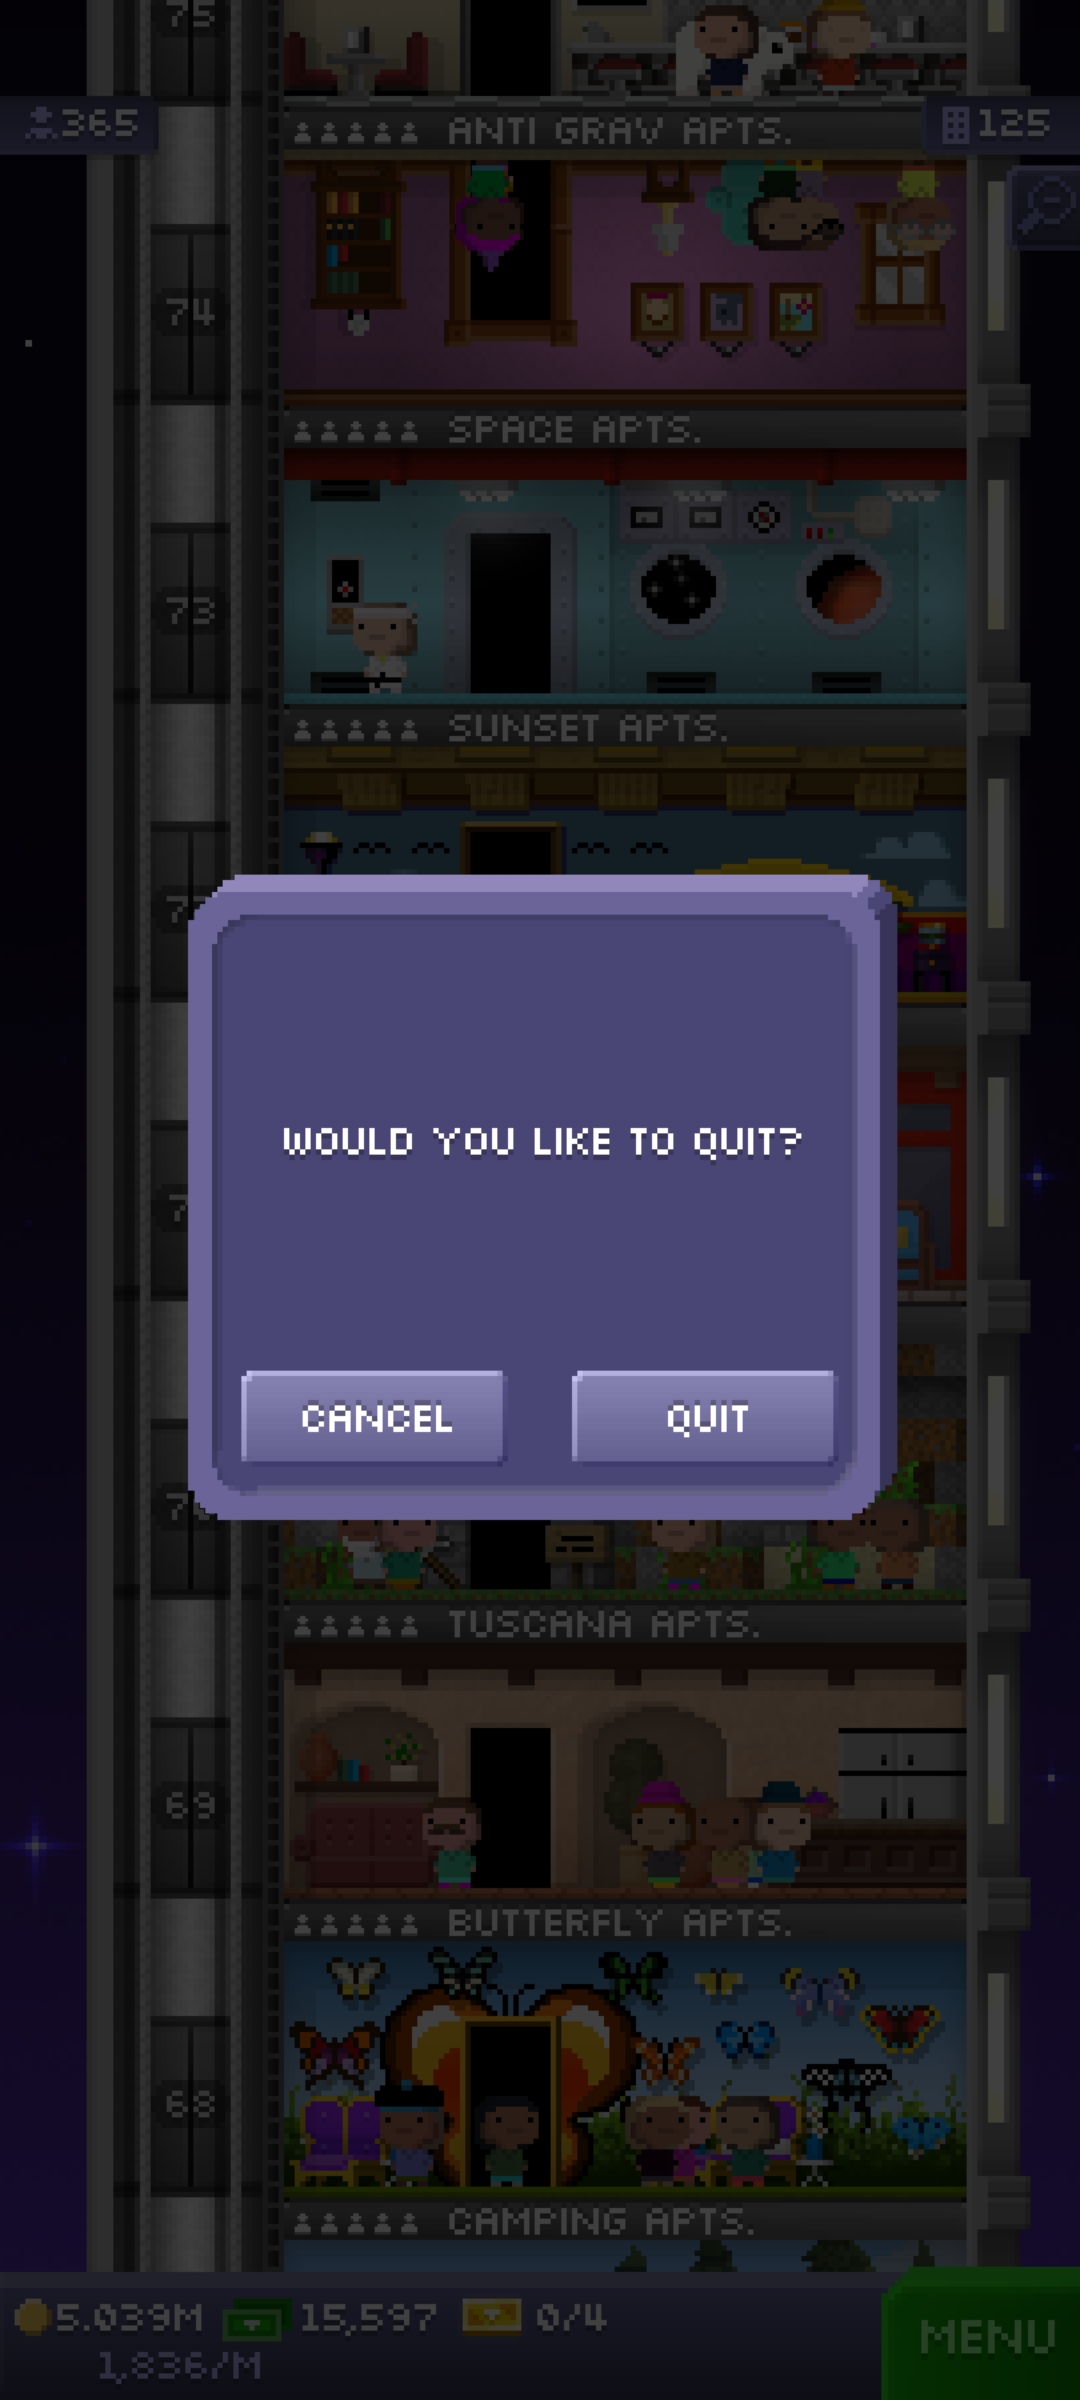 75
365
ANTI GRAV APTS.
125
74
SPACE APTS.
73
SUNSET APTS.
WOULD YOU LIKE TO QUIT?
CANCEL
QUIT
TUSCANA APTS.
69
BUTTERFLY APTS.
68
CAMPING APTS.
5.039M
15,597
0/4
1,836/M
MENU